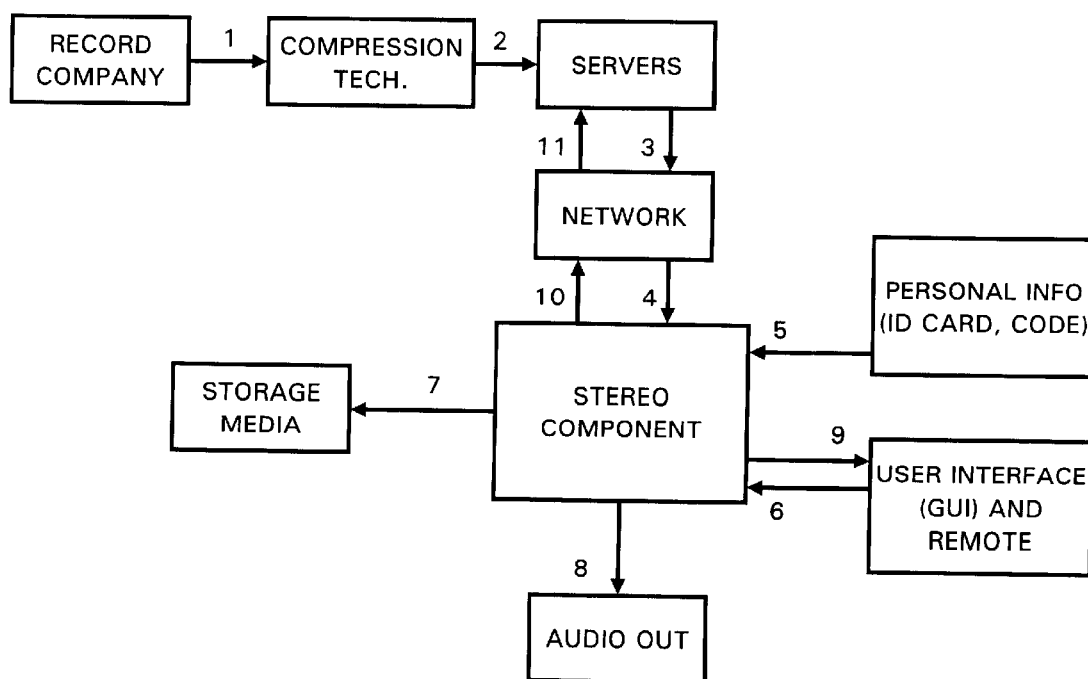 RECORD
COMPANY
1
COMPRESSION
TECH.
2
SERVERS
11
3
NETWORK
10
4
PERSONAL INFO
(ID CARD, CODE)
5
STORAGE
MEDIA
7
STEREO
COMPONENT
9
6
USER INTERFACE
(GUI) AND
REMOTE
8
AUDIO OUT